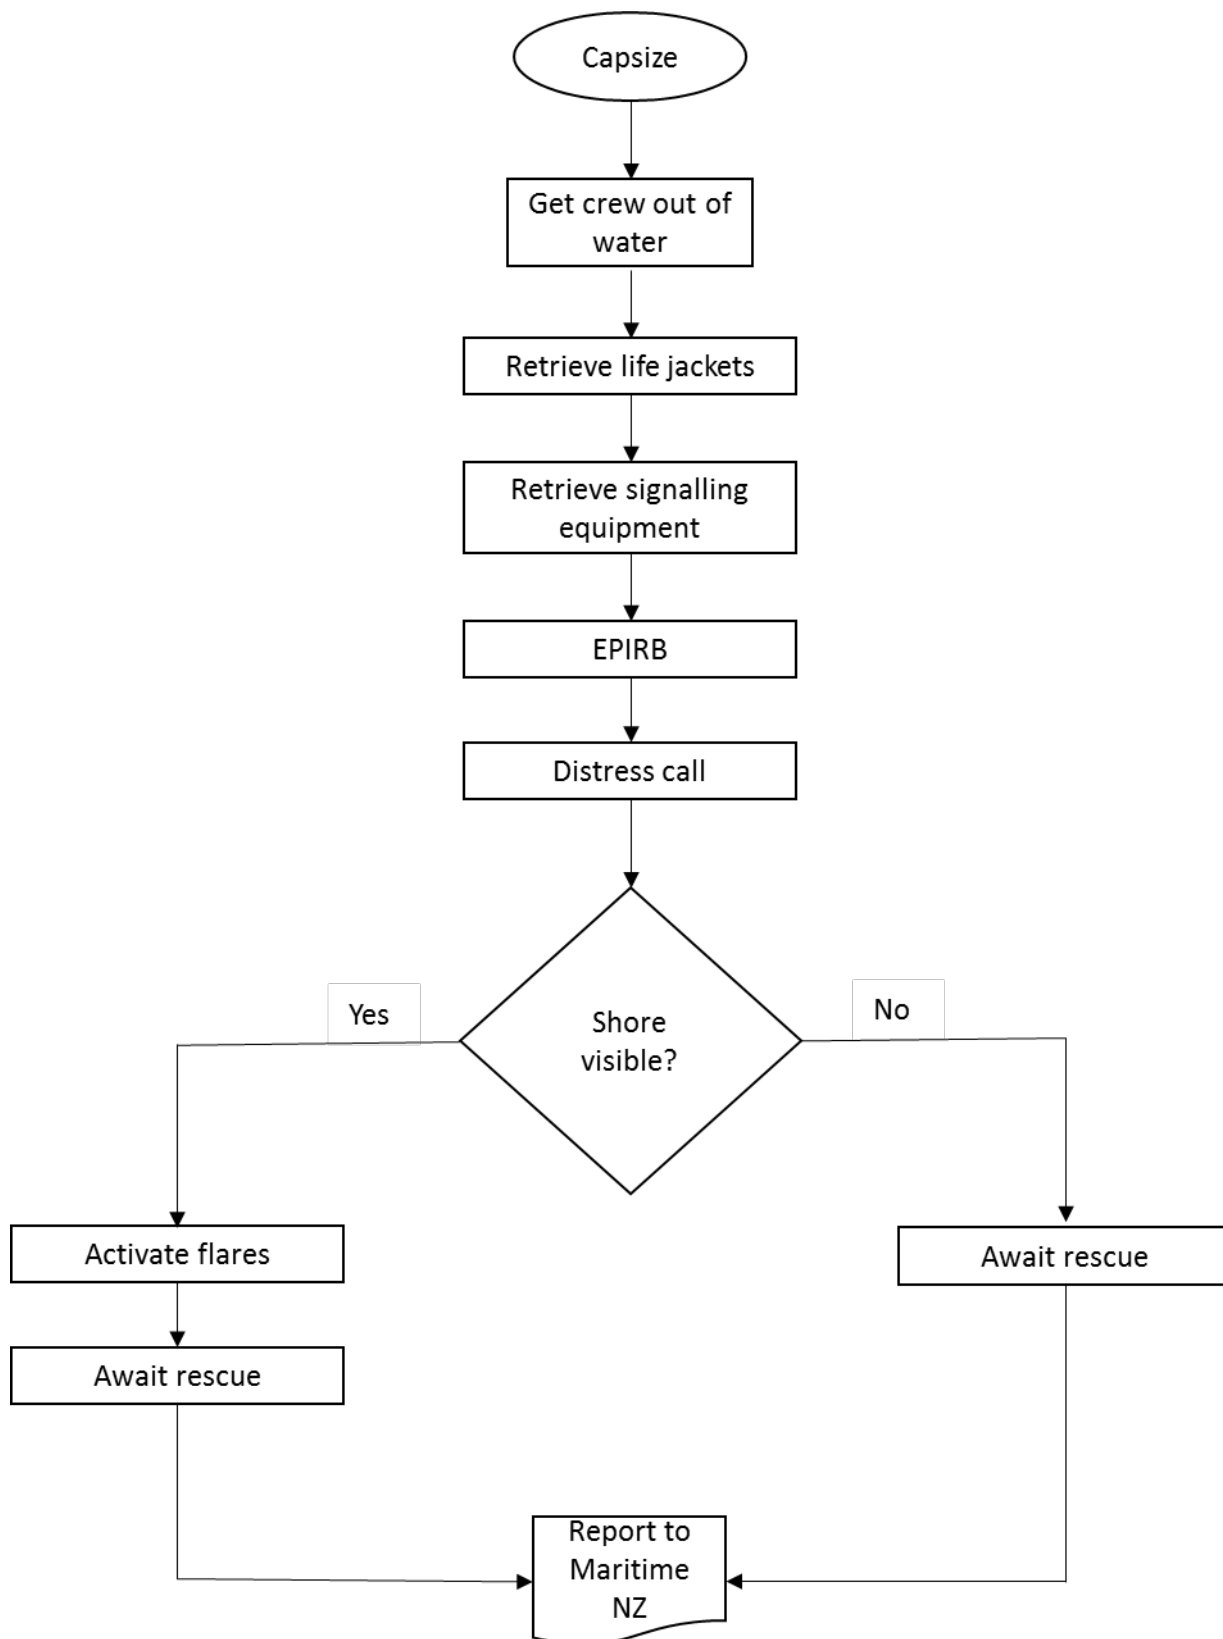 Capsize
Get crew out of
water
Retrieve life jackets
Retrieve signalling
equipment
EPIRB
Distress call
Shore
visible?
Yes
No
Activate flares
Await rescue
Await rescue
Report to
Maritime
NZ